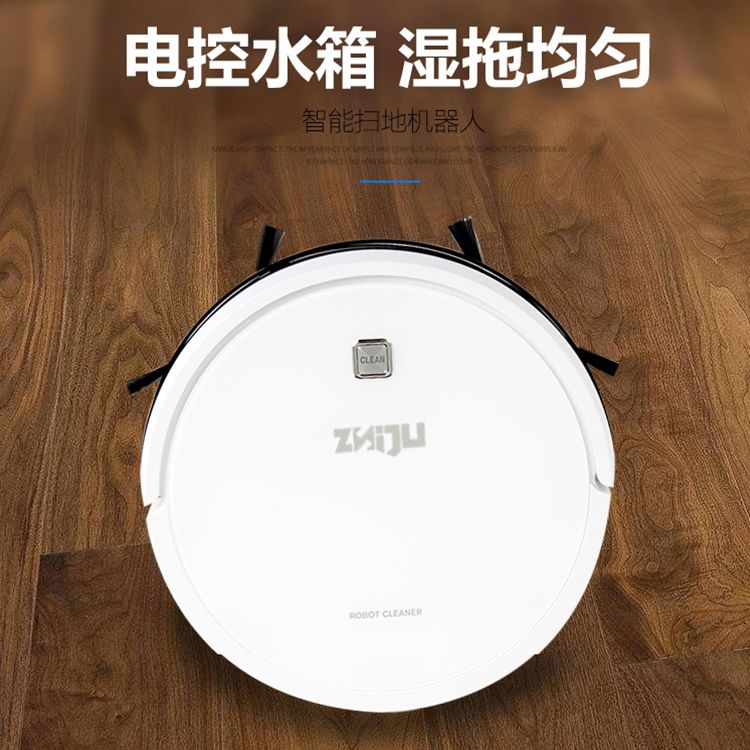 电控水箱 湿拖均匀
智能扫地机器人
SIMPLE AND COMPACT: THE APPEARANCE OF SIMPLE AND COMPACT, HIGHLIGHT THE COMPACT DESIGN SIMPLE AN
CLEAN
ZHIJU
ROBOT CLEANER